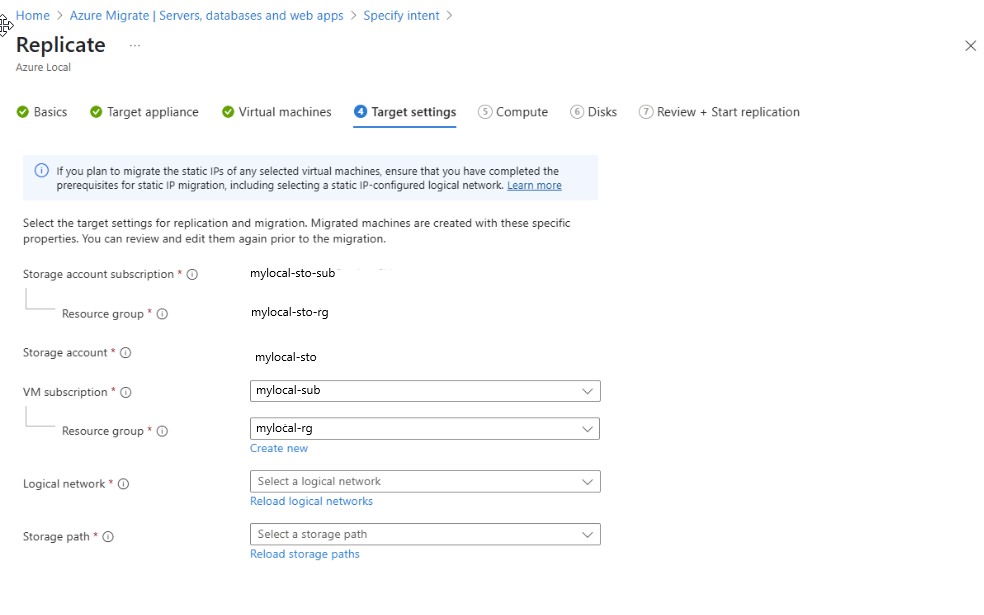 Home > Azure Migrate | Servers, databases and web apps > Specify intent >
Replicate ...
Azure Local
Basics Target appliance Virtual machines 4 Target settings 5 Compute 6 Disks 7 Review + Start replication
If you plan to migrate the static IPs of any selected virtual machines, ensure that you have completed the
prerequisites for static IP migration, including selecting a static IP-configured logical network. Learn more
Select the target settings for replication and migration. Migrated machines are created with these specific
properties. You can review and edit them again prior to the migration.
Storage account subscription * mylocal-sto-sub
Resource group * mylocal-sto-rg
Storage account * mylocal-sto
VM subscription * mylocal-sub
Resource group * mylocal-rg
Create new
Logical network * Select a logical network
Reload logical networks
Storage path * Select a storage path
Reload storage paths